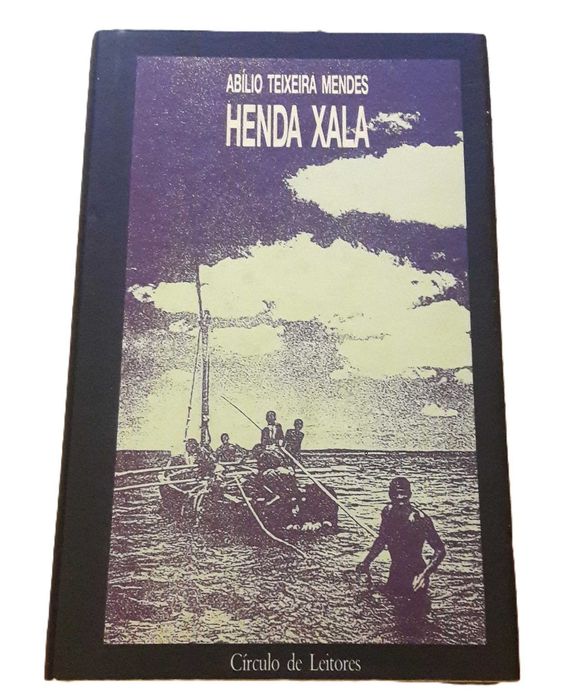 ABÍLIO TEIXEIRA MENDES
HENDA XALA
Círculo de Leitores